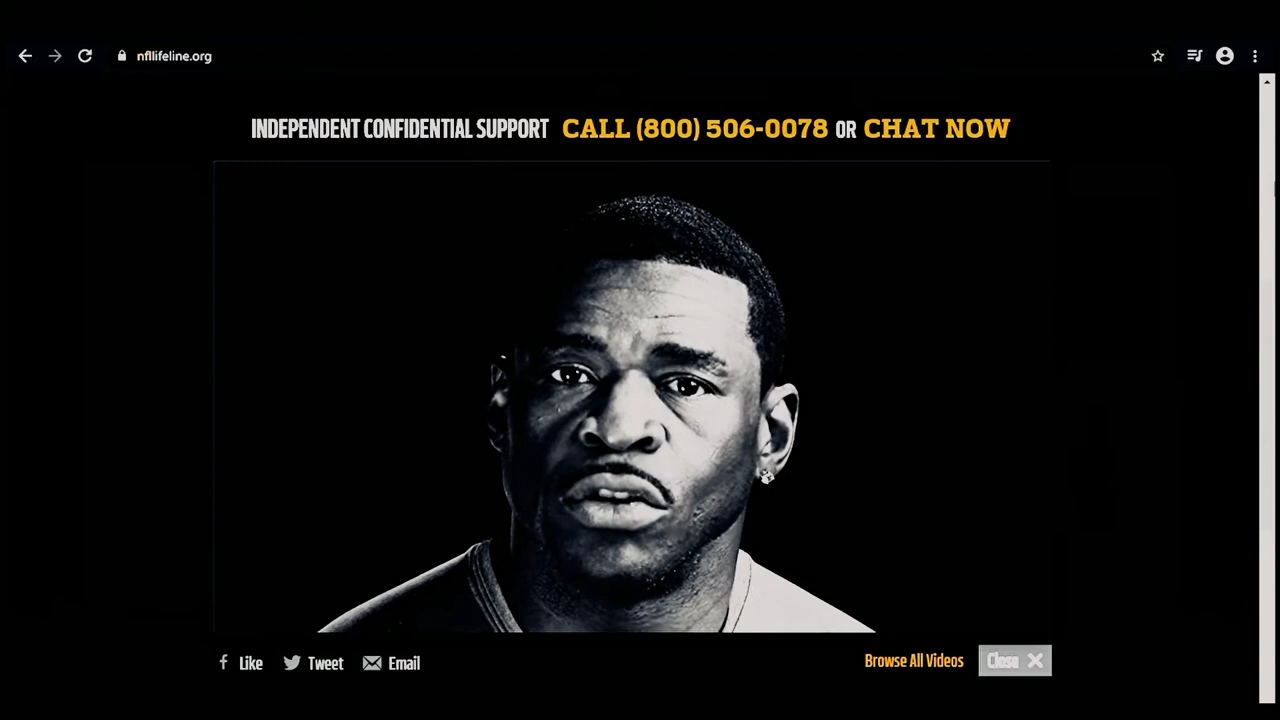 nfllifeline.org
INDEPENDENT CONFIDENTIAL SUPPORT CALL (800) 506-0078 OR CHAT NOW
Like Tweet Email Browse All Videos Close